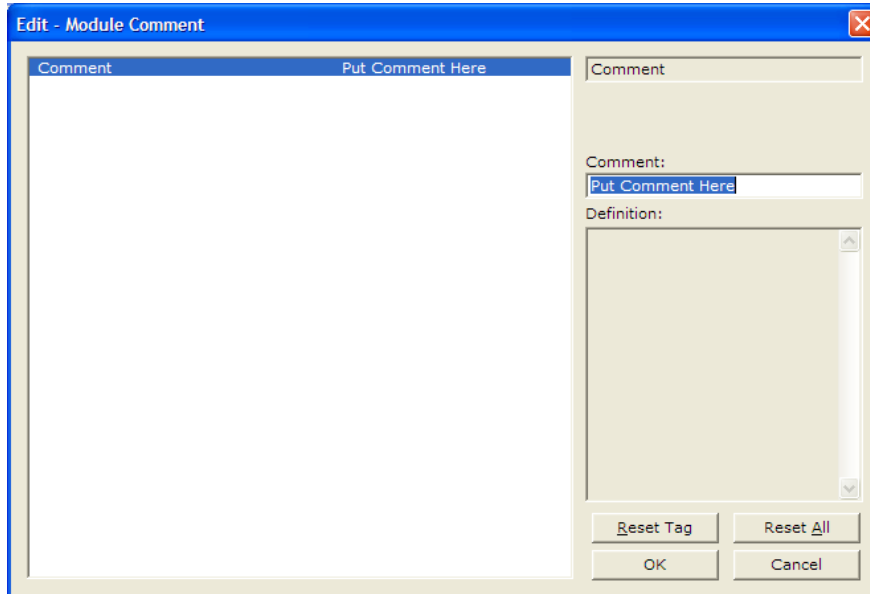 Edit - Module Comment
Comment Put Comment Here
Comment
Comment:
Put Comment Here
Definition:
Reset Tag Reset All
OK Cancel